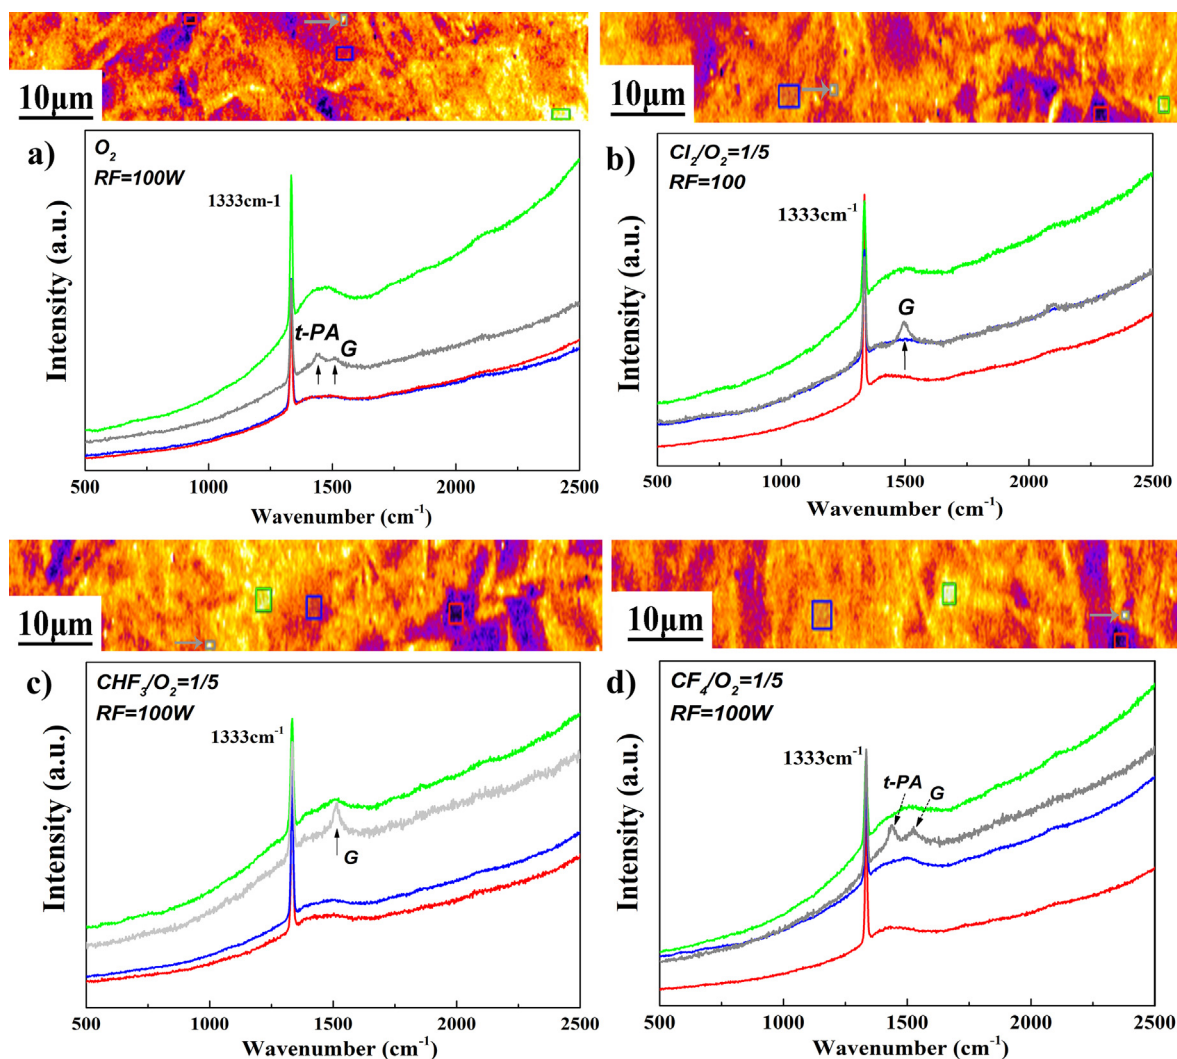 10μm
10μm
a)
O2
RF=100W
1333cm-1
t-PA
G
Intensity (a.u.)
500
1000
1500
2000
2500
Wavenumber (cm-1)
b)
Cl2/O2=1/5
RF=100
1333cm-1
G
Intensity (a.u.)
500
1000
1500
2000
2500
Wavenumber (cm-1)
10μm
10μm
c)
CHF3/O2=1/5
RF=100W
1333cm-1
G
Intensity (a.u.)
500
1000
1500
2000
2500
Wavenumber (cm-1)
d)
CF4/O2=1/5
RF=100W
1333cm-1
t-PA
G
Intensity (a.u.)
500
1000
1500
2000
2500
Wavenumber (cm-1)